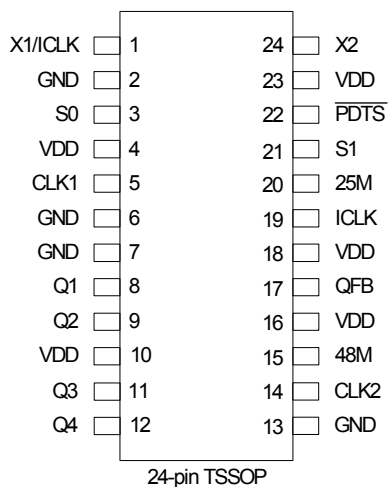 X1/ICLK 1 24 X2
GND 2 23 VDD
S0 3 22 PDTS
VDD 4 21 S1
CLK1 5 20 25M
GND 6 19 ICLK
GND 7 18 VDD
Q1 8 17 QFB
Q2 9 16 VDD
VDD 10 15 48M
Q3 11 14 CLK2
Q4 12 13 GND
24-pin TSSOP